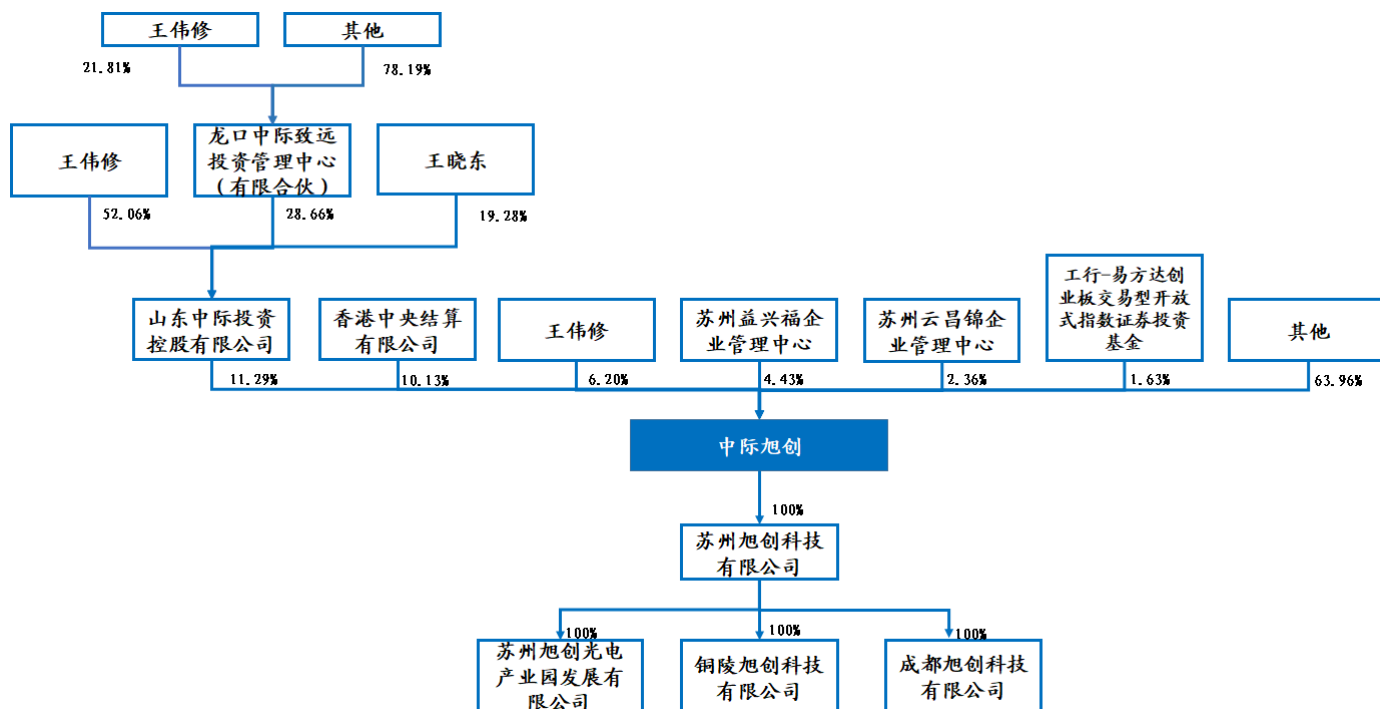 王伟修
其他
21.81%
78.19%
王伟修
龙口中际致远
投资管理中心
（有限合伙）
王晓东
52.06%
28.66%
19.28%
山东中际投资
控股有限公司
香港中央结算
有限公司
王伟修
苏州益兴福企
业管理中心
苏州云昌锦企
业管理中心
工行-易方达创
业板交易型开放
式指数证券投资
基金
其他
11.29%
10.13%
6.20%
4.43%
2.36%
1.63%
63.96%
中际旭创
100%
苏州旭创科技
有限公司
100%
100%
100%
苏州旭创光电
产业园发展有
限公司
铜陵旭创科技
有限公司
成都旭创科技
有限公司